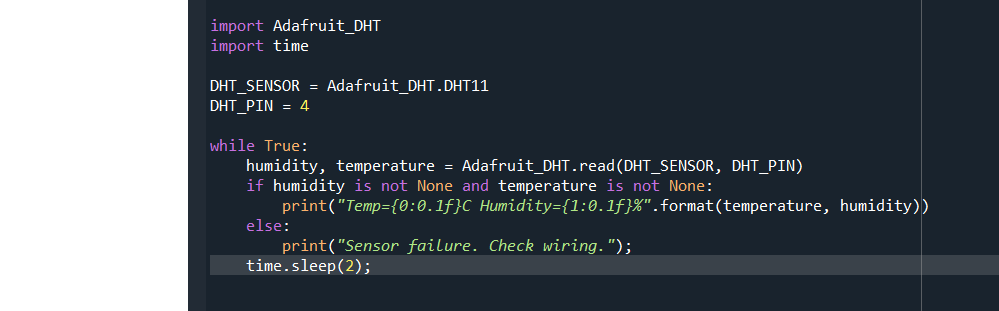 import Adafruit_DHT
import time
DHT_SENSOR = Adafruit_DHT.DHT11
DHT_PIN = 4
while True:
    humidity, temperature = Adafruit_DHT.read(DHT_SENSOR, DHT_PIN)
    if humidity is not None and temperature is not None:
        print("Temp={0:0.1f}C Humidity={1:0.1f}%".format(temperature, humidity))
    else:
        print("Sensor failure. Check wiring.");
    time.sleep(2);